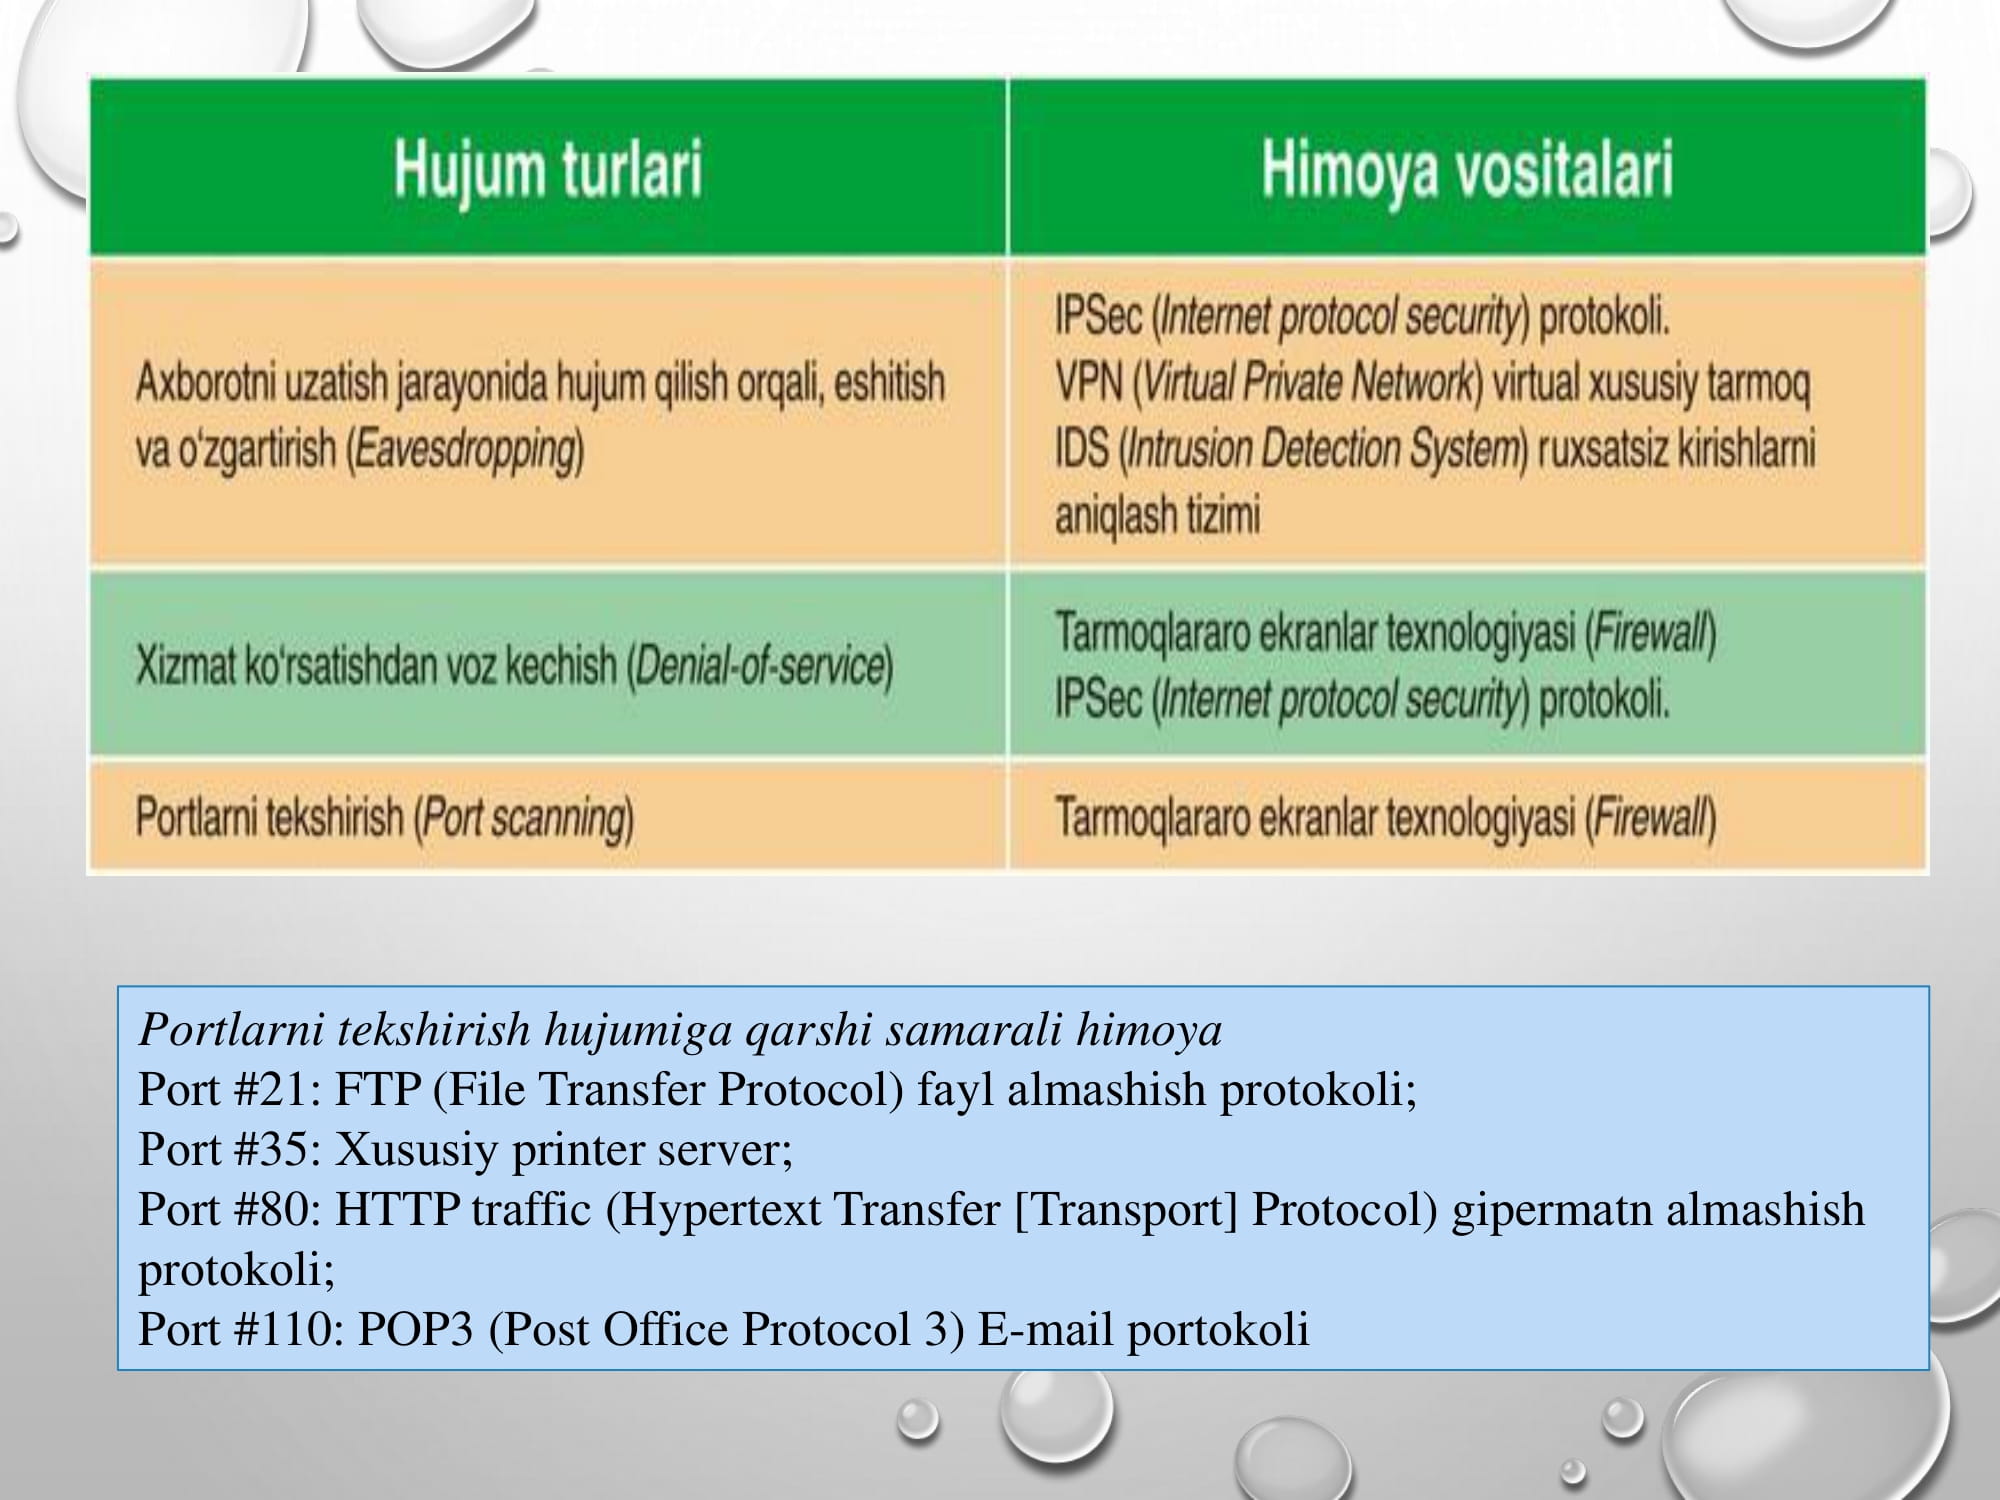 Hujum turlari
Himoya vositalari
Axborotni uzatish jarayonida hujum qilish orqali, eshitish
va o‘zgartirish (Eavesdropping)
IPSec (Internet protocol security) protokoli.
VPN (Virtual Private Network) virtual xususiy tarmoq
IDS (Intrusion Detection System) ruxsatsiz kirishlarni
aniqlash tizimi
Xizmat ko‘rsatishdan voz kechish (Denial-of-service)
Tarmoqlararo ekranlar texnologiyasi (Firewall)
IPSec (Internet protocol security) protokoli.
Portlarni tekshirish (Port scanning)
Tarmoqlararo ekranlar texnologiyasi (Firewall)
Portlarni tekshirish hujumiga qarshi samarali himoya
Port #21: FTP (File Transfer Protocol) fayl almashish protokoli;
Port #35: Xususiy printer server;
Port #80: HTTP traffic (Hypertext Transfer [Transport] Protocol) gipermatn almashish
protokoli;
Port #110: POP3 (Post Office Protocol 3) E-mail portokoli